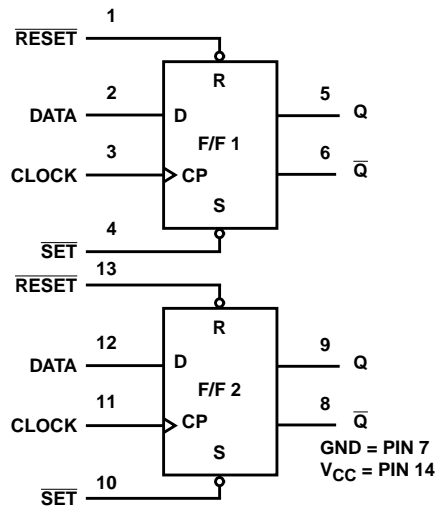 1
RESET
R
2
5
DATA
D
Q
F/F 1
3
6
CLOCK
CP
Q
S
4
SET
13
RESET
R
12
9
DATA
D
Q
F/F 2
11
8
CLOCK
CP
Q
S
GND = PIN 7
VCC = PIN 14
10
SET